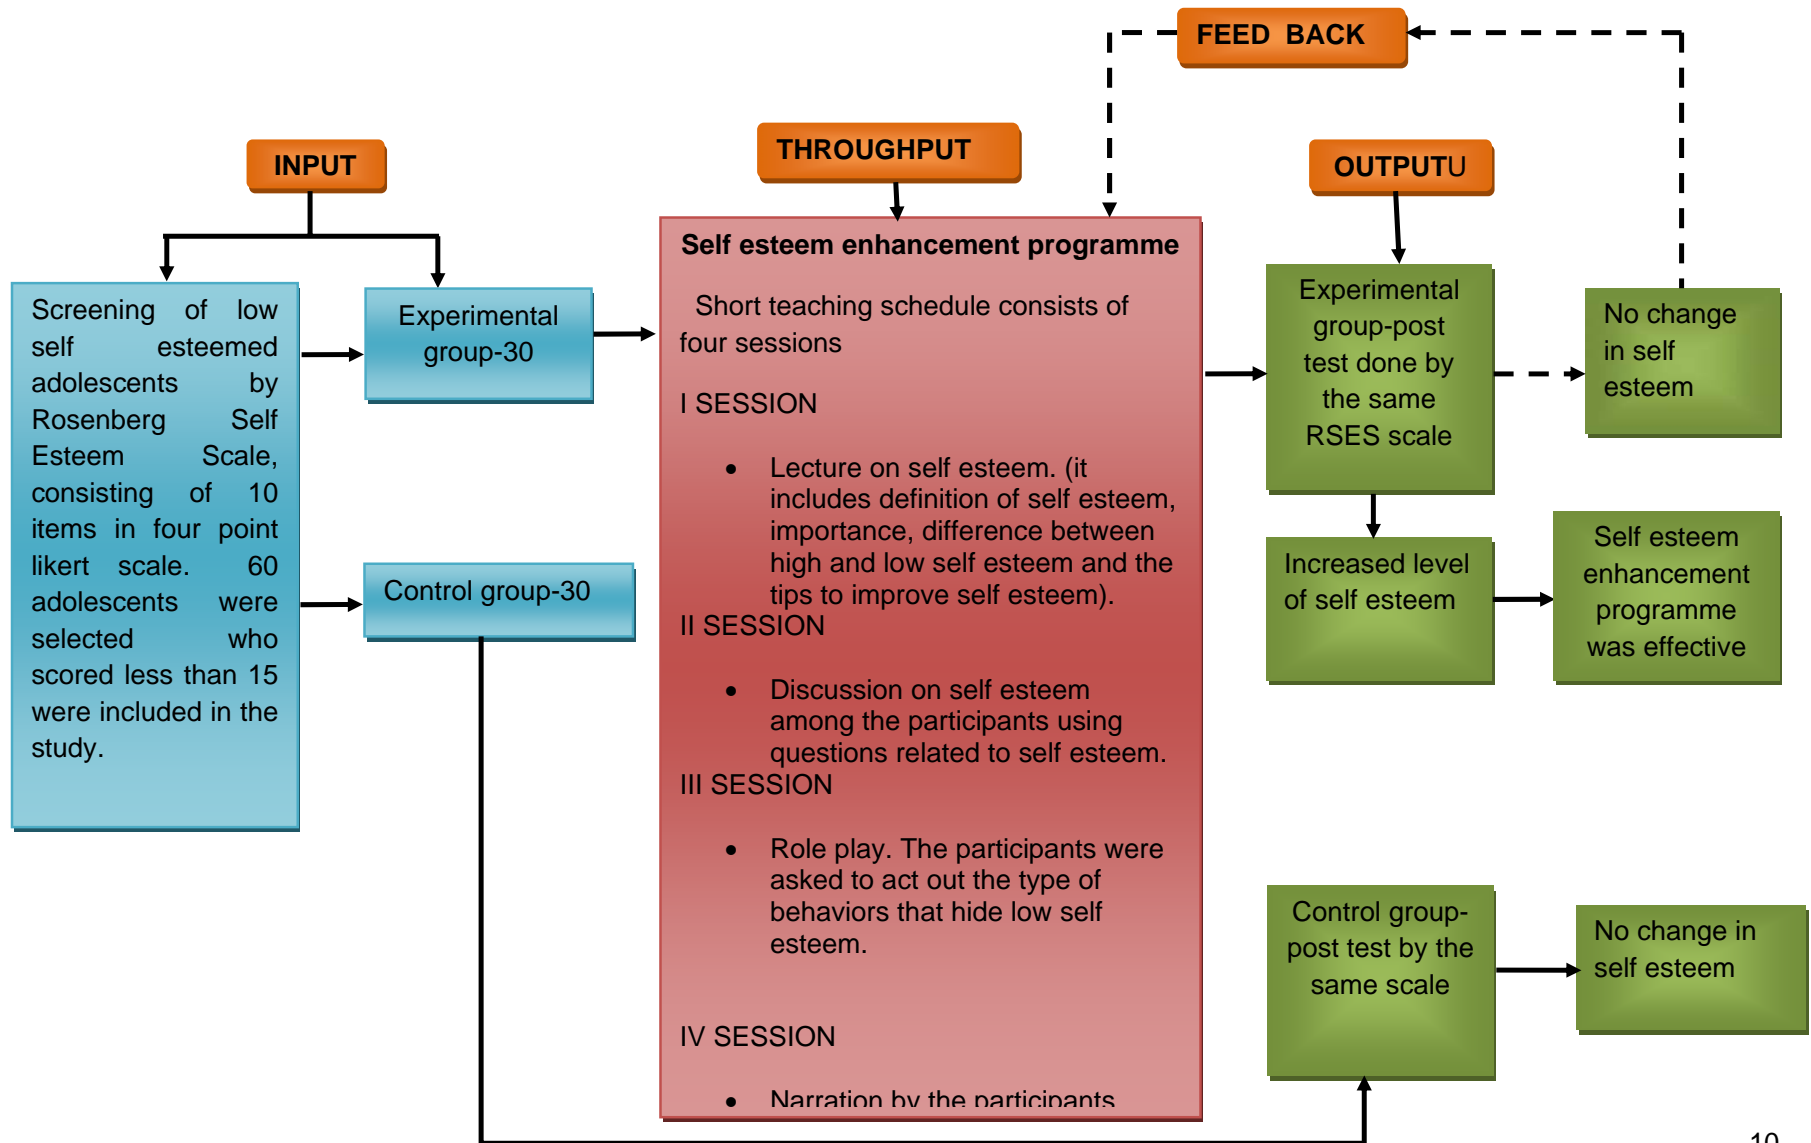 FEED BACK
INPUT
THROUGHPUT
OUTPUTU
Screening of low
self esteemed
adolescents by
Rosenberg Self
Esteem Scale,
consisting of 10
items in four point
likert scale. 60
adolescents were
selected who
scored less than 15
were included in the
study.
Experimental
group-30
Control group-30
Self esteem enhancement programme
Short teaching schedule consists of
four sessions
I SESSION
• Lecture on self esteem. (it
includes definition of self esteem,
importance, difference between
high and low self esteem and the
tips to improve self esteem).
II SESSION
• Discussion on self esteem
among the participants using
questions related to self esteem.
III SESSION
• Role play. The participants were
asked to act out the type of
behaviors that hide low self
esteem.
IV SESSION
• Narration by the participants
Experimental
group-post
test done by
the same
RSES scale
No change
in self
esteem
Increased level
of self esteem
Self esteem
enhancement
programme
was effective
Control group-
post test by the
same scale
No change in
self esteem
10